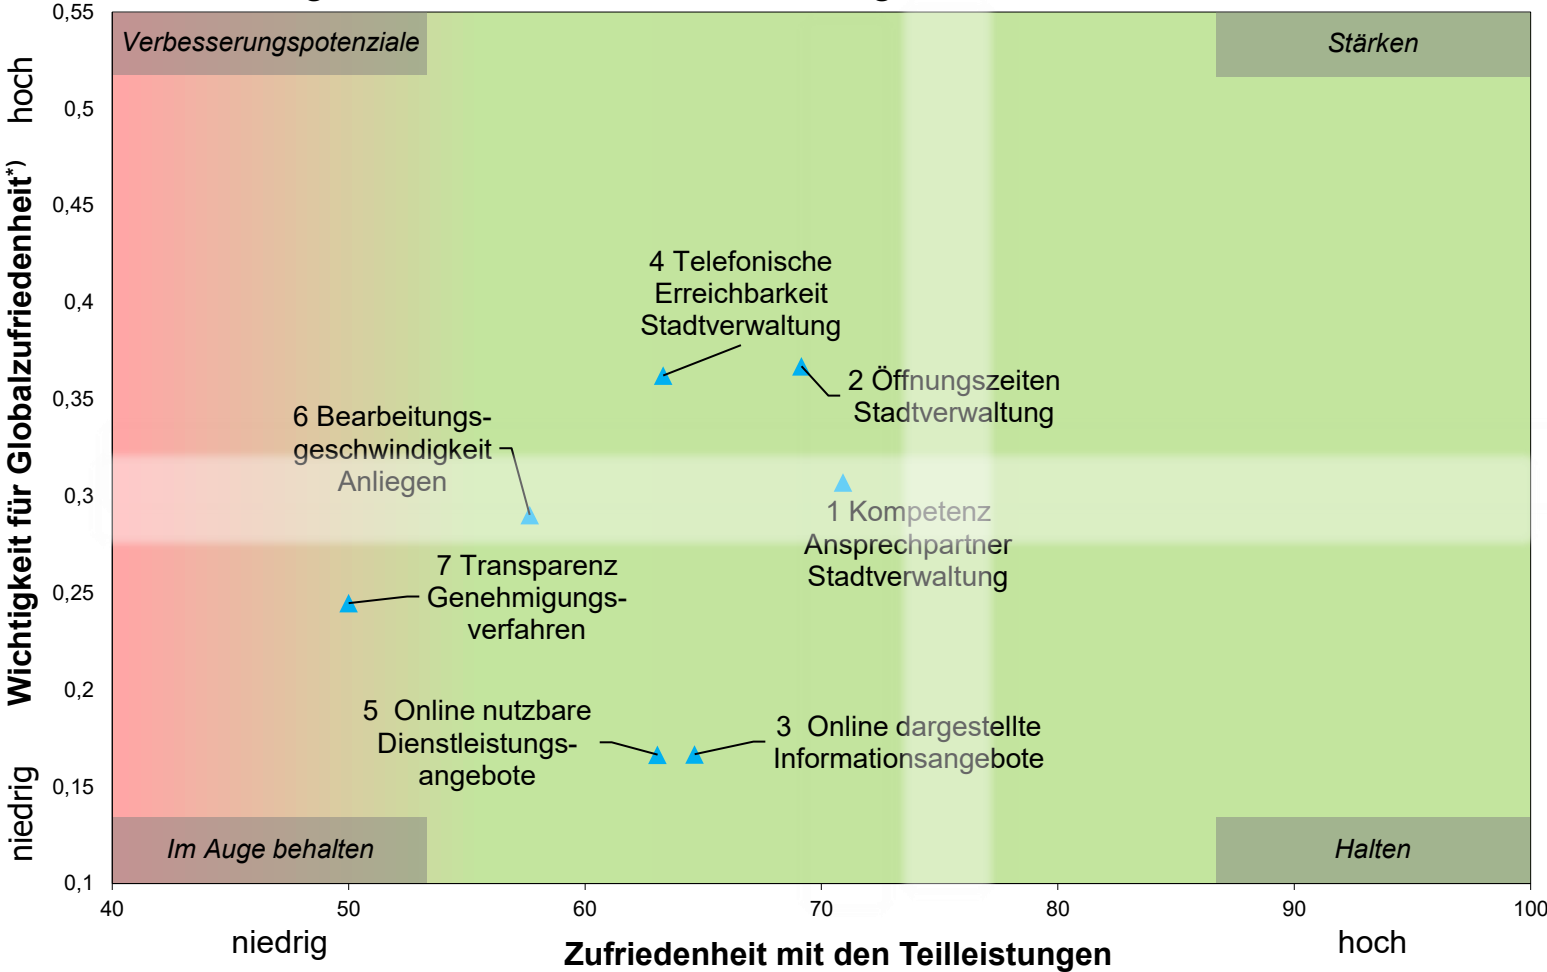 0,55
Verbesserungspotenziale
Stärken
hoch
0,5
Wichtigkeit für Globalzufriedenheit*)
0,45
4 Telefonische
Erreichbarkeit
Stadtverwaltung
0,4
2 Öffnungszeiten
Stadtverwaltung
0,35
6 Bearbeitungs-
geschwindigkeit
Anliegen
0,3
1 Kompetenz
Ansprechpartner
Stadtverwaltung
7 Transparenz
Genehmigungs-
verfahren
0,25
0,2
5 Online nutzbare
Dienstleistungs-
angebote
3 Online dargestellte
Informationsangebote
0,15
niedrig
Im Auge behalten
Halten
0,1
40 50 60 70 80 90 100
niedrig
Zufriedenheit mit den Teilleistungen
hoch